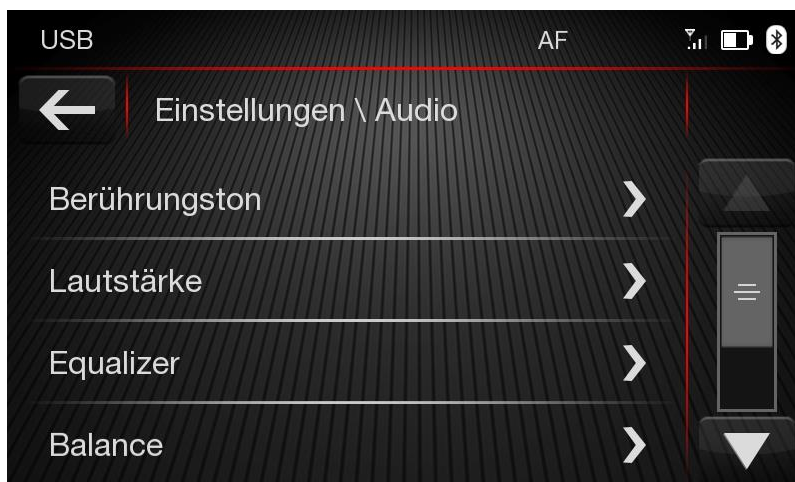 USB AF
Einstellungen \ Audio
Berührungston
Lautstärke
Equalizer
Balance